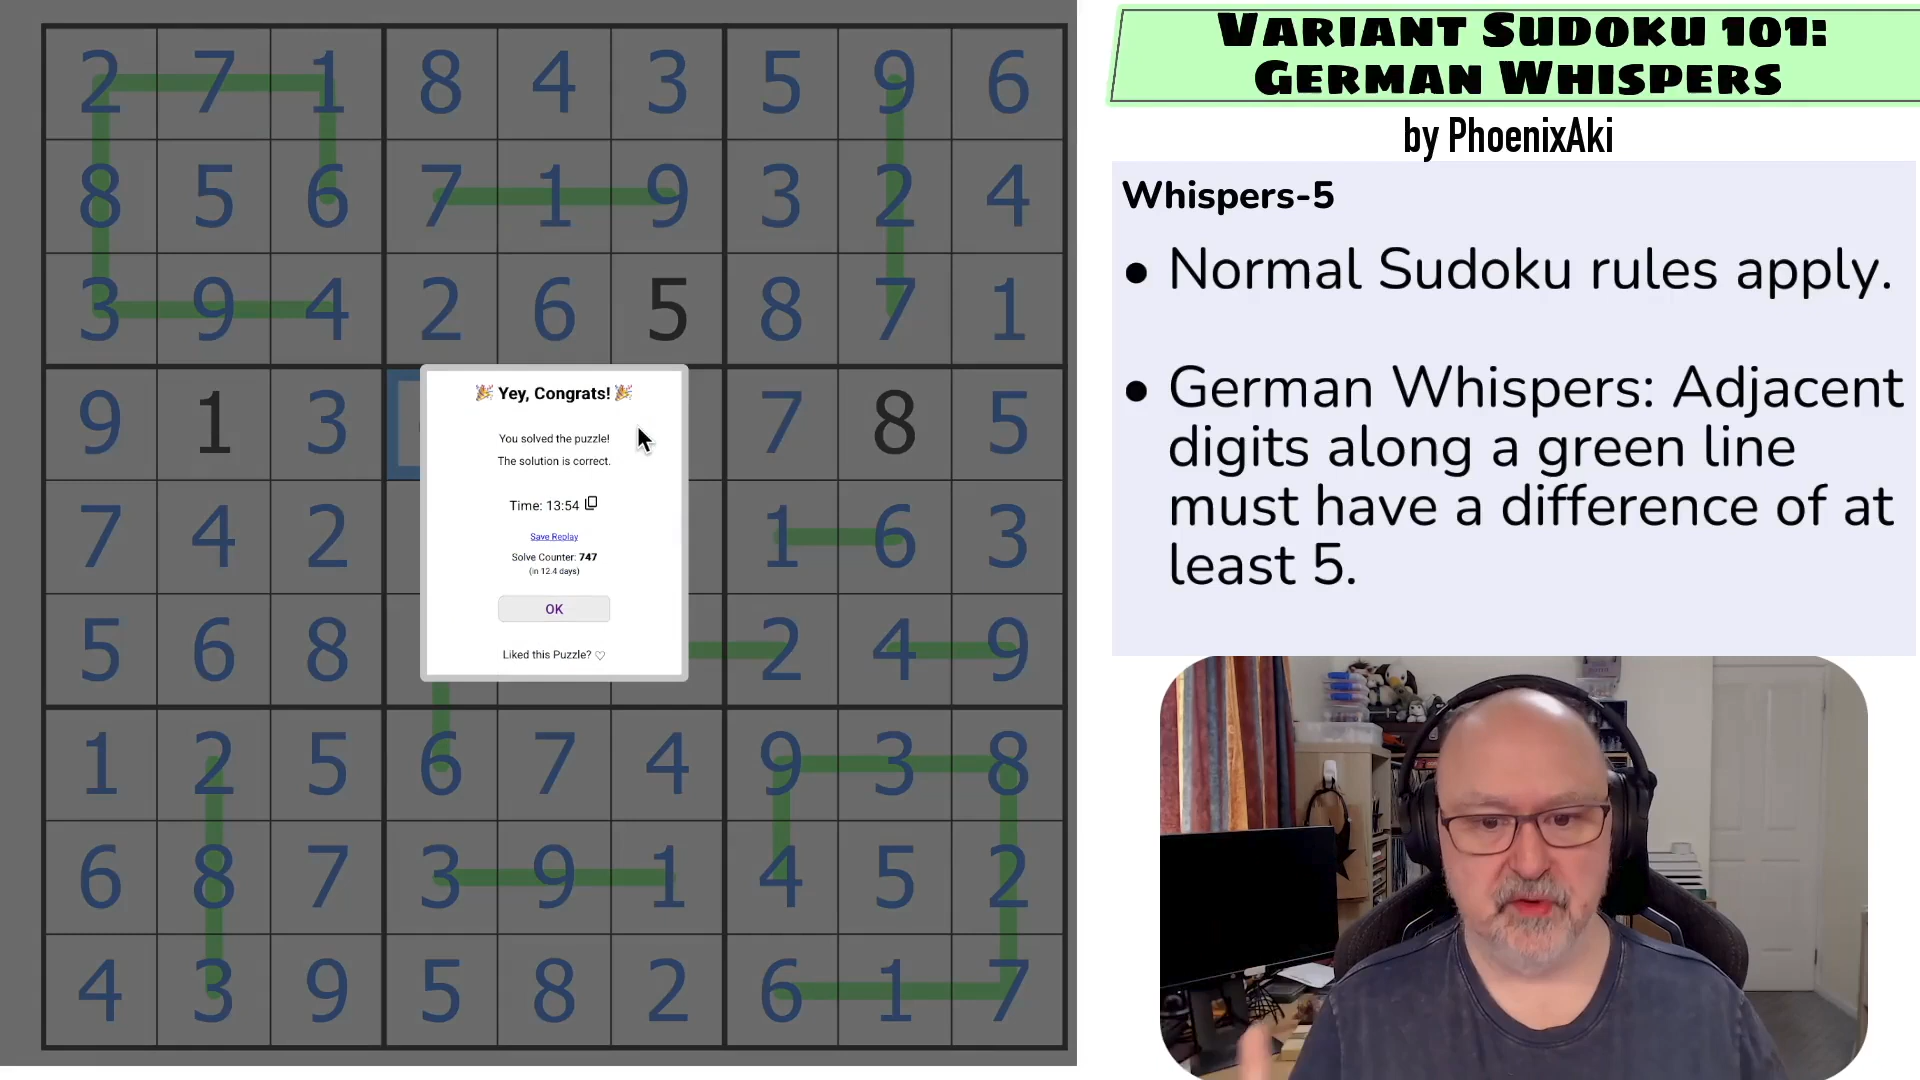 VARIANT SUDOKU 101:
GERMAN WHISPERS
by PhoenixAki
Whispers-5
• Normal Sudoku rules apply.
• German Whispers: Adjacent
digits along a green line
must have a difference of at
least 5.
2 7 1 8 4 3 5 9 6
8 5 6 7 1 9 3 2 4
3 9 4 2 6 5 8 7 1
9 1 3 7 8 5
7 4 2 1 6 3
5 6 8 2 4 9
1 2 5 6 7 4 9 3 8
6 8 7 3 9 1 4 5 2
4 3 9 5 8 2 6 1 7
🎉 Yey, Congrats! 🎉
You solved the puzzle!
The solution is correct.
Time: 13:54
Save Replay
Solve Counter: 747
(in 12.4 days)
OK
Liked this Puzzle? ♡